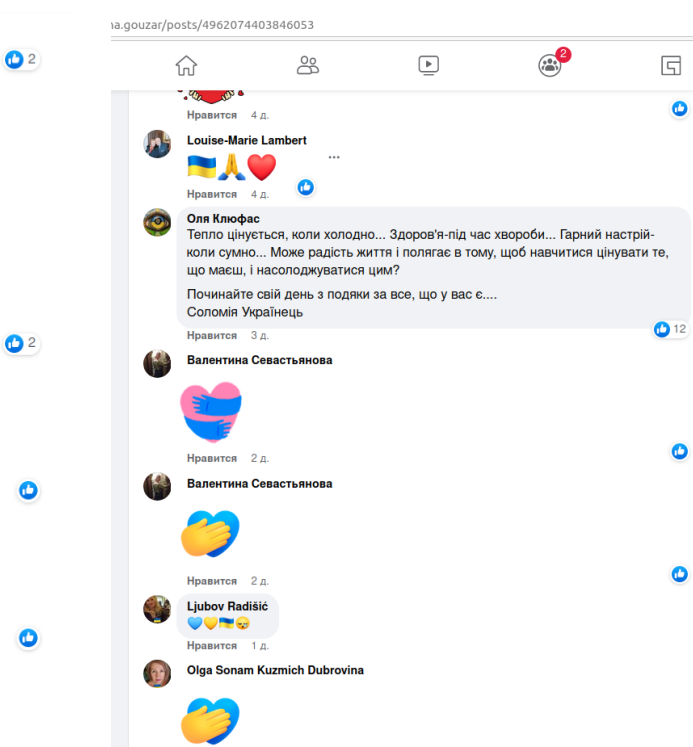 na.gouzar/posts/4962074403846053
2
2
Нравится 4 д.
Louise-Marie Lambert
🇺🇦🙏❤️
...
Нравится 4 д.
Оля Клюфас
Тепло цінується, коли холодно... Здоров'я-під час хвороби... Гарний настрій-
коли сумно... Може радість життя і полягає в тому, щоб навчитися цінувати те,
що маєш, і насолоджуватися цим?
Починайте свій день з подяки за все, що у вас є....
Соломія Українець
12
Нравится 3 д.
2
Валентина Севастьянова
Нравится 2 д.
Валентина Севастьянова
Нравится 2 д.
Ljubov Radišić
💙💛🇺🇦😪
Нравится 1 д.
Olga Sonam Kuzmich Dubrovina